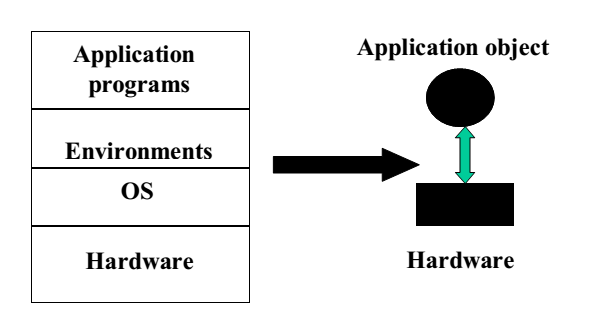 Application
programs
Environments
OS
Hardware
Application object
Hardware